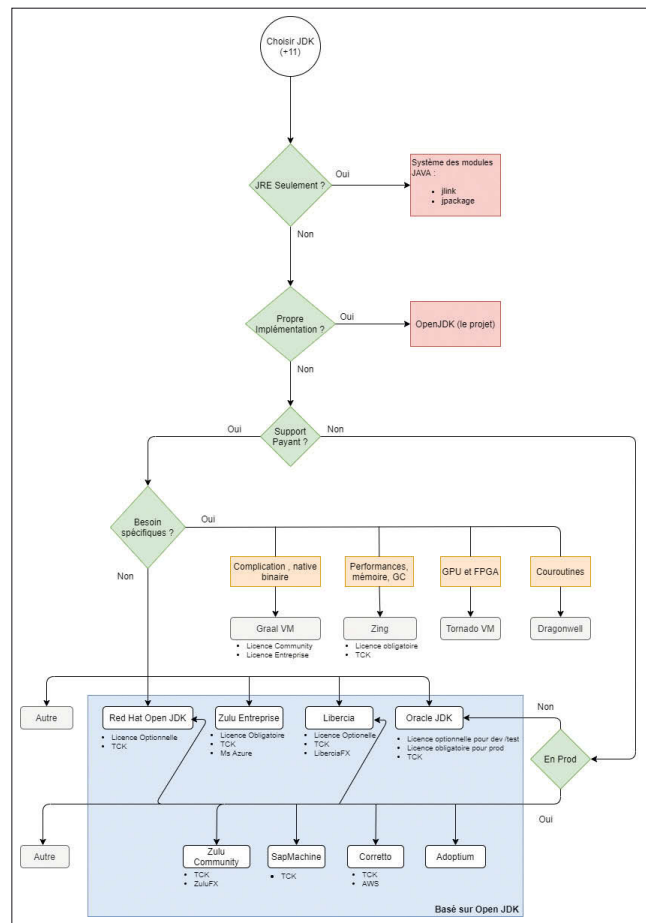 Choisir JDK
(+11)
JRE Seulement ?
Oui
Système des modules
JAVA :
• jlink
• jpackage
Non
Propre
Implémentation ?
Oui
OpenJDK (le projet)
Non
Support
Payant ?
Oui
Non
Besoin
spécifiques ?
Oui
Non
Complication , native
binaire
Performances,
mémoire, GC
GPU et FPGA
Couroutines
Graal VM
• Licence Community
• Licence Entreprise
Zing
• Licence obligatoire
• TCK
Tornado VM
Dragonwell
Autre
Red Hat Open JDK
• Licence Optionnelle
• TCK
Zulu Entreprise
• Licence Obligatoire
• TCK
• Ms Azure
Libercia
• Licence Optionelle
• TCK
• LiberciaFX
Oracle JDK
• Licence optionnelle pour dev /test
• Licence obligatoire pour prod
• TCK
Non
En Prod
Oui
Autre
Zulu
Community
• TCK
• ZuluFX
SapMachine
• TCK
Corretto
• TCK
• AWS
Adoptium
Basé sur Open JDK